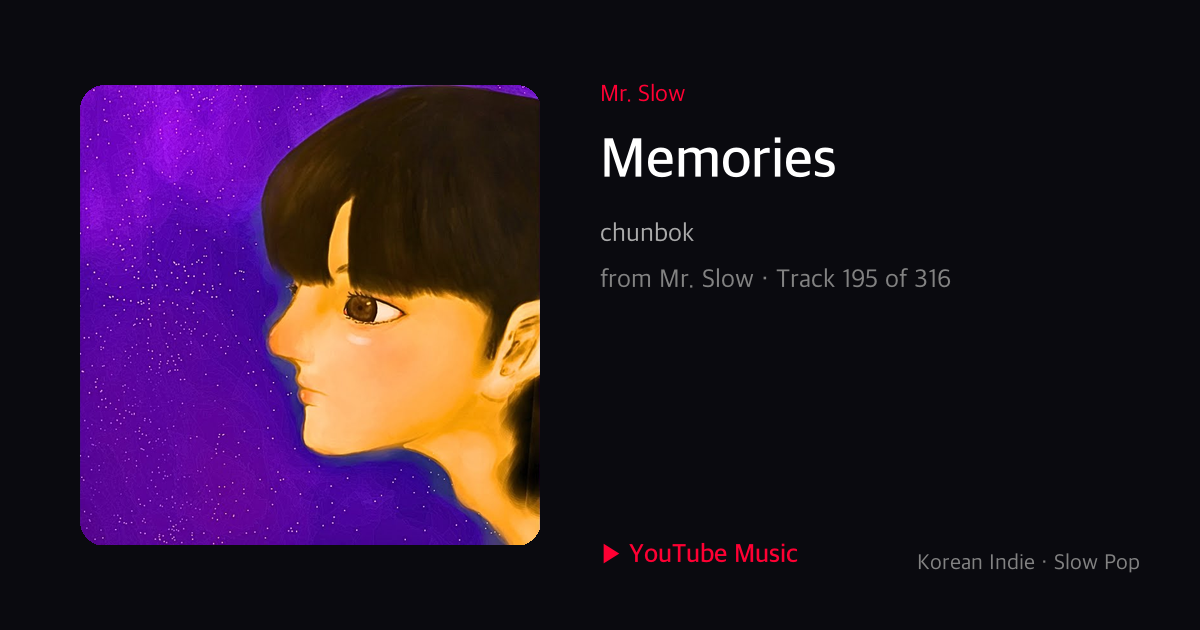 Mr. Slow
Memories
chunbok
from Mr. Slow · Track 195 of 316
YouTube Music
Korean Indie · Slow Pop